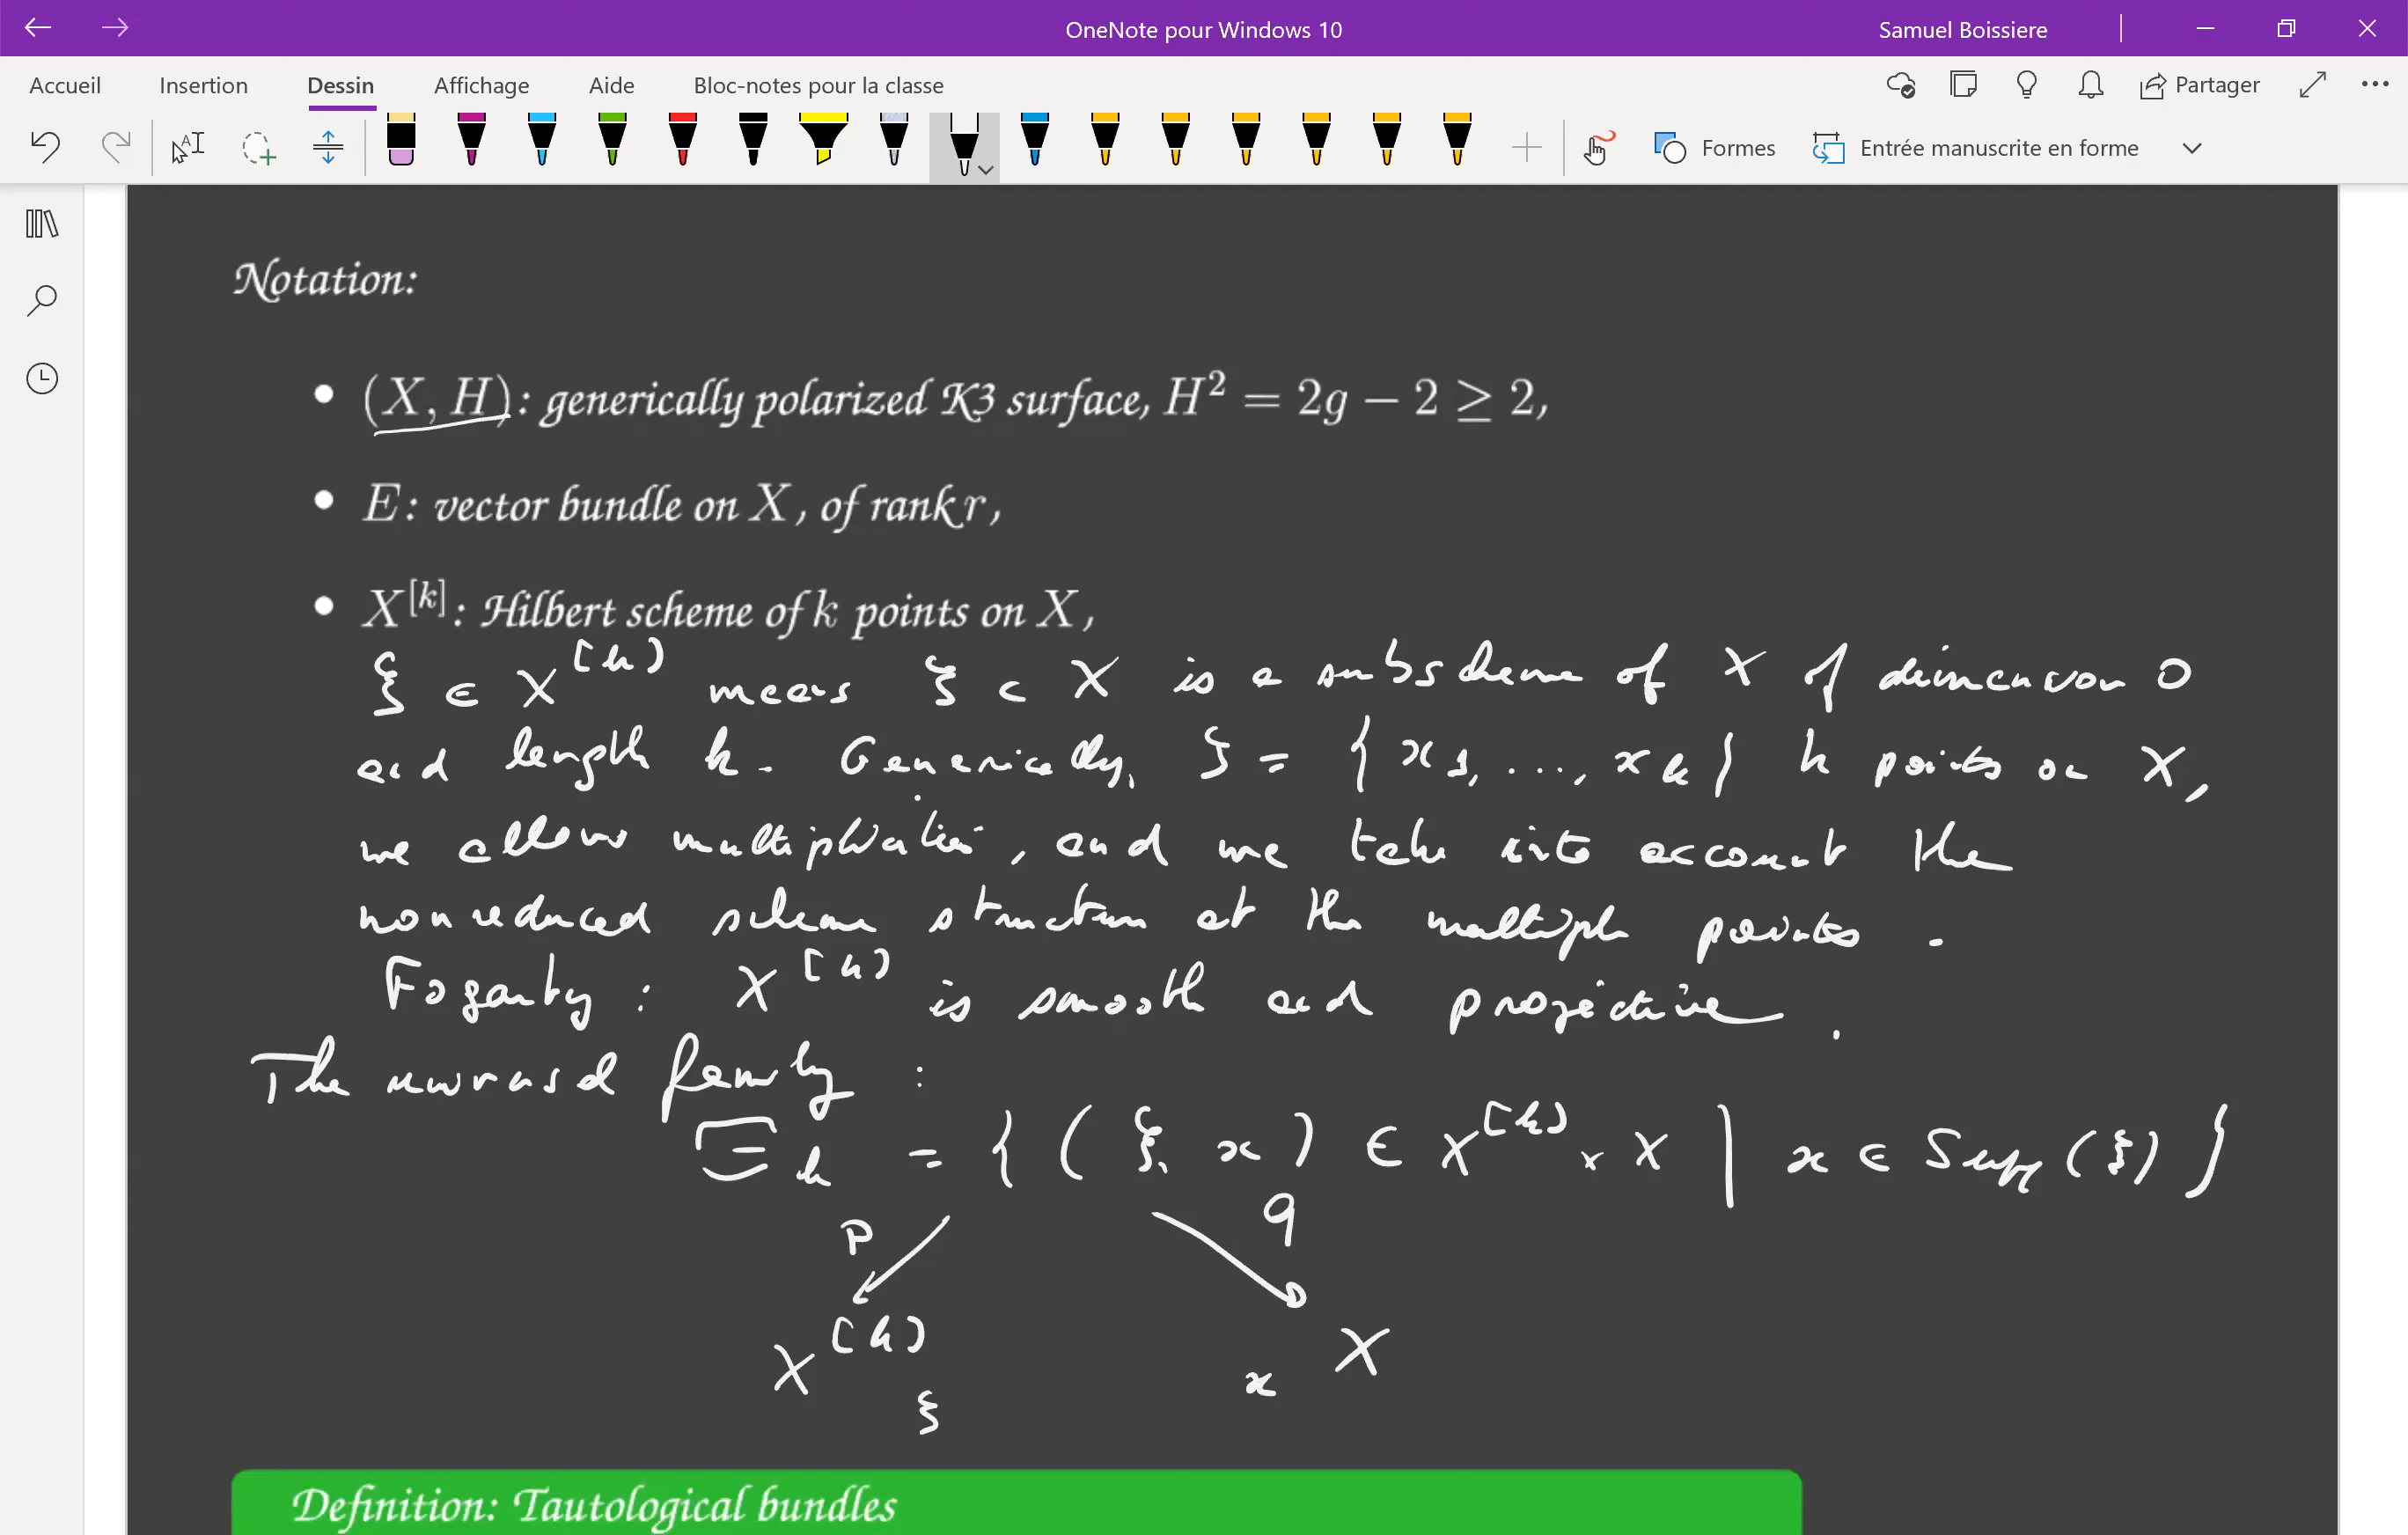 OneNote pour Windows 10
Samuel Boissiere
Accueil Insertion Dessin Affichage Aide Bloc-notes pour la classe Partager
Formes Entrée manuscrite en forme
Notation:
• (X, H): generically polarized K3 surface, H² = 2g − 2 ≥ 2,
• E: vector bundle on X, of rank r,
• X^[k]: Hilbert scheme of k points on X,
ξ ∈ X^[k] means ξ ⊂ X is a subscheme of X of dimension 0
and length k. Generically, ξ = {x₁, ..., x_k} k points on X,
we allow multiplicities, and we take into account the
nonreduced scheme structure at the multiple points.
Fogarty: X^[k] is smooth and projective.
The universal family:
Ξ_k = { (ξ, x) ∈ X^[k] × X | x ∈ Supp(ξ) }
p q
X^[k] X
ξ x
Definition: Tautological bundles